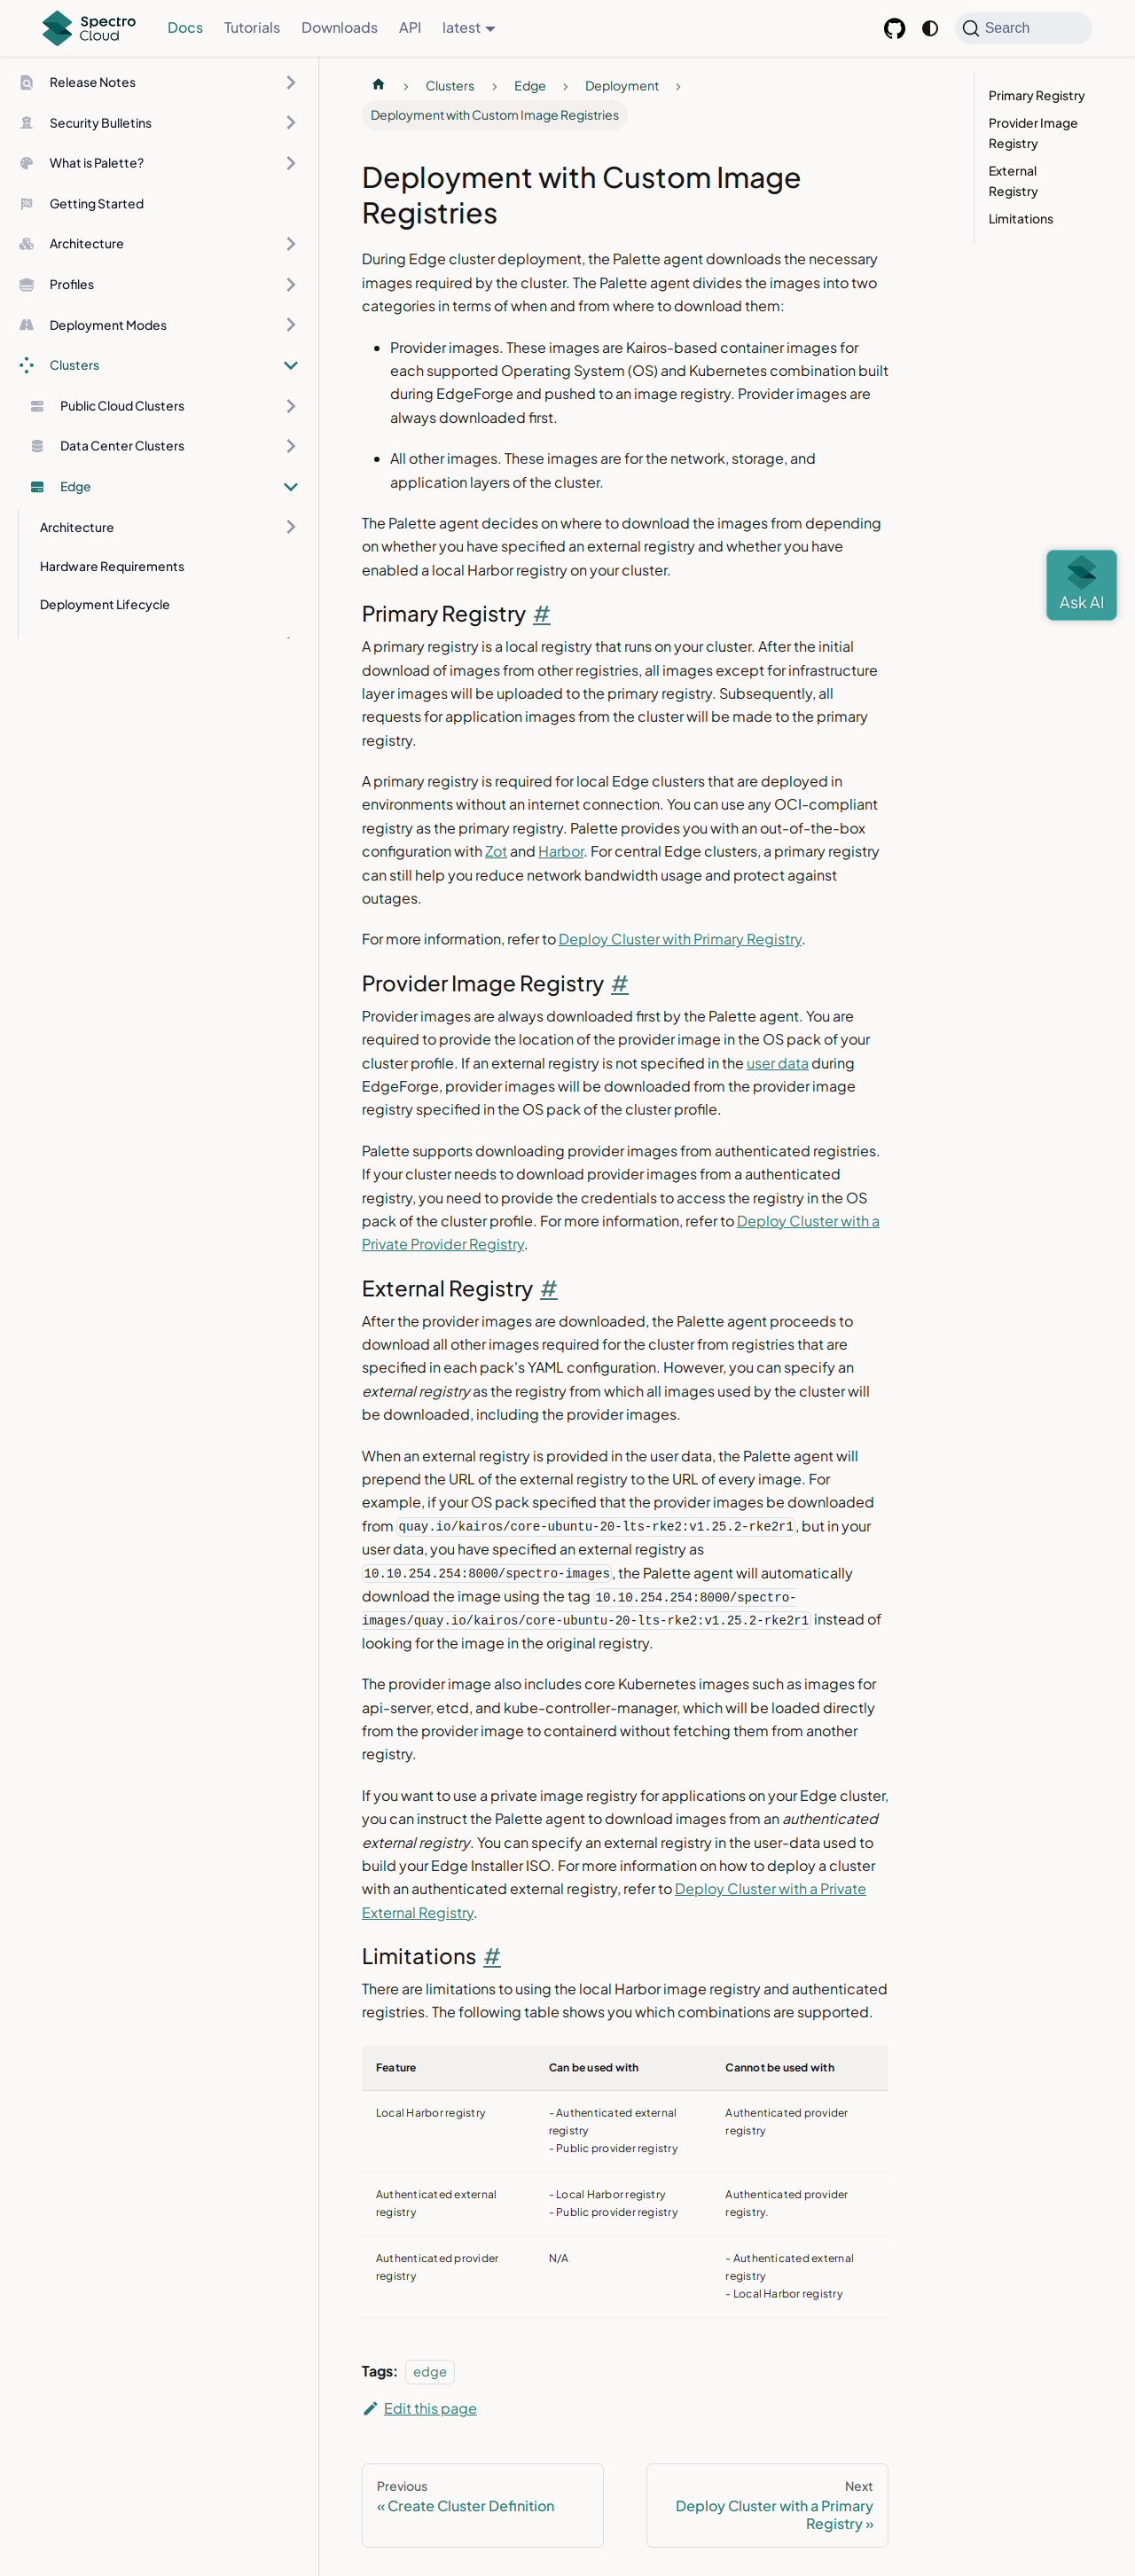 Spectro Cloud
Docs
Tutorials
Downloads
API
latest
Search
Release Notes
Security Bulletins
What is Palette?
Getting Started
Architecture
Profiles
Deployment Modes
Clusters
Public Cloud Clusters
Data Center Clusters
Edge
Architecture
Hardware Requirements
Deployment Lifecycle
Clusters
Edge
Deployment
Deployment with Custom Image Registries
Deployment with Custom Image
Registries
During Edge cluster deployment, the Palette agent downloads the necessary
images required by the cluster. The Palette agent divides the images into two
categories in terms of when and from where to download them:
Provider images. These images are Kairos-based container images for
each supported Operating System (OS) and Kubernetes combination built
during EdgeForge and pushed to an image registry. Provider images are
always downloaded first.
All other images. These images are for the network, storage, and
application layers of the cluster.
The Palette agent decides on where to download the images from depending
on whether you have specified an external registry and whether you have
enabled a local Harbor registry on your cluster.
Primary Registry #
A primary registry is a local registry that runs on your cluster. After the initial
download of images from other registries, all images except for infrastructure
layer images will be uploaded to the primary registry. Subsequently, all
requests for application images from the cluster will be made to the primary
registry.
A primary registry is required for local Edge clusters that are deployed in
environments without an internet connection. You can use any OCI-compliant
registry as the primary registry. Palette provides you with an out-of-the-box
configuration with Zot and Harbor. For central Edge clusters, a primary registry
can still help you reduce network bandwidth usage and protect against
outages.
For more information, refer to Deploy Cluster with Primary Registry.
Provider Image Registry #
Provider images are always downloaded first by the Palette agent. You are
required to provide the location of the provider image in the OS pack of your
cluster profile. If an external registry is not specified in the user data during
EdgeForge, provider images will be downloaded from the provider image
registry specified in the OS pack of the cluster profile.
Palette supports downloading provider images from authenticated registries.
If your cluster needs to download provider images from a authenticated
registry, you need to provide the credentials to access the registry in the OS
pack of the cluster profile. For more information, refer to Deploy Cluster with a
Private Provider Registry.
External Registry #
After the provider images are downloaded, the Palette agent proceeds to
download all other images required for the cluster from registries that are
specified in each pack's YAML configuration. However, you can specify an
external registry as the registry from which all images used by the cluster will
be downloaded, including the provider images.
When an external registry is provided in the user data, the Palette agent will
prepend the URL of the external registry to the URL of every image. For
example, if your OS pack specified that the provider images be downloaded
from quay.io/kairos/core-ubuntu-20-lts-rke2:v1.25.2-rke2r1, but in your
user data, you have specified an external registry as
10.10.254.254:8000/spectro-images, the Palette agent will automatically
download the image using the tag 10.10.254.254:8000/spectro-
images/quay.io/kairos/core-ubuntu-20-lts-rke2:v1.25.2-rke2r1 instead of
looking for the image in the original registry.
The provider image also includes core Kubernetes images such as images for
api-server, etcd, and kube-controller-manager, which will be loaded directly
from the provider image to containerd without fetching them from another
registry.
If you want to use a private image registry for applications on your Edge cluster,
you can instruct the Palette agent to download images from an authenticated
external registry. You can specify an external registry in the user-data used to
build your Edge Installer ISO. For more information on how to deploy a cluster
with an authenticated external registry, refer to Deploy Cluster with a Private
External Registry.
Limitations #
There are limitations to using the local Harbor image registry and authenticated
registries. The following table shows you which combinations are supported.
Feature
Can be used with
Cannot be used with
Local Harbor registry
- Authenticated external
registry
- Public provider registry
Authenticated provider
registry
Authenticated external
registry
- Local Harbor registry
- Public provider registry
Authenticated provider
registry.
Authenticated provider
registry
N/A
- Authenticated external
registry
- Local Harbor registry
Tags: edge
Edit this page
Previous
« Create Cluster Definition
Next
Deploy Cluster with a Primary
Registry »
Primary Registry
Provider Image
Registry
External
Registry
Limitations
Ask AI